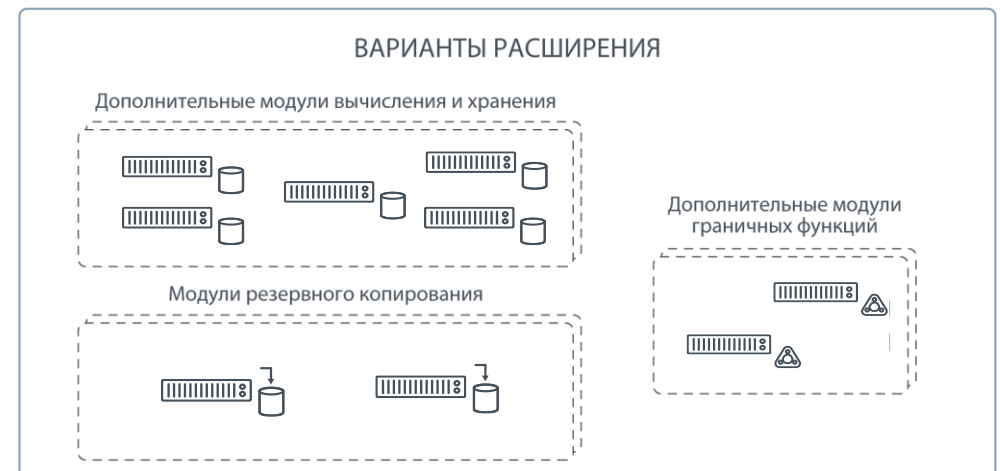 ВАРИАНТЫ РАСШИРЕНИЯ
Дополнительные модули вычисления и хранения
Модули резервного копирования
Дополнительные модули
граничных функций